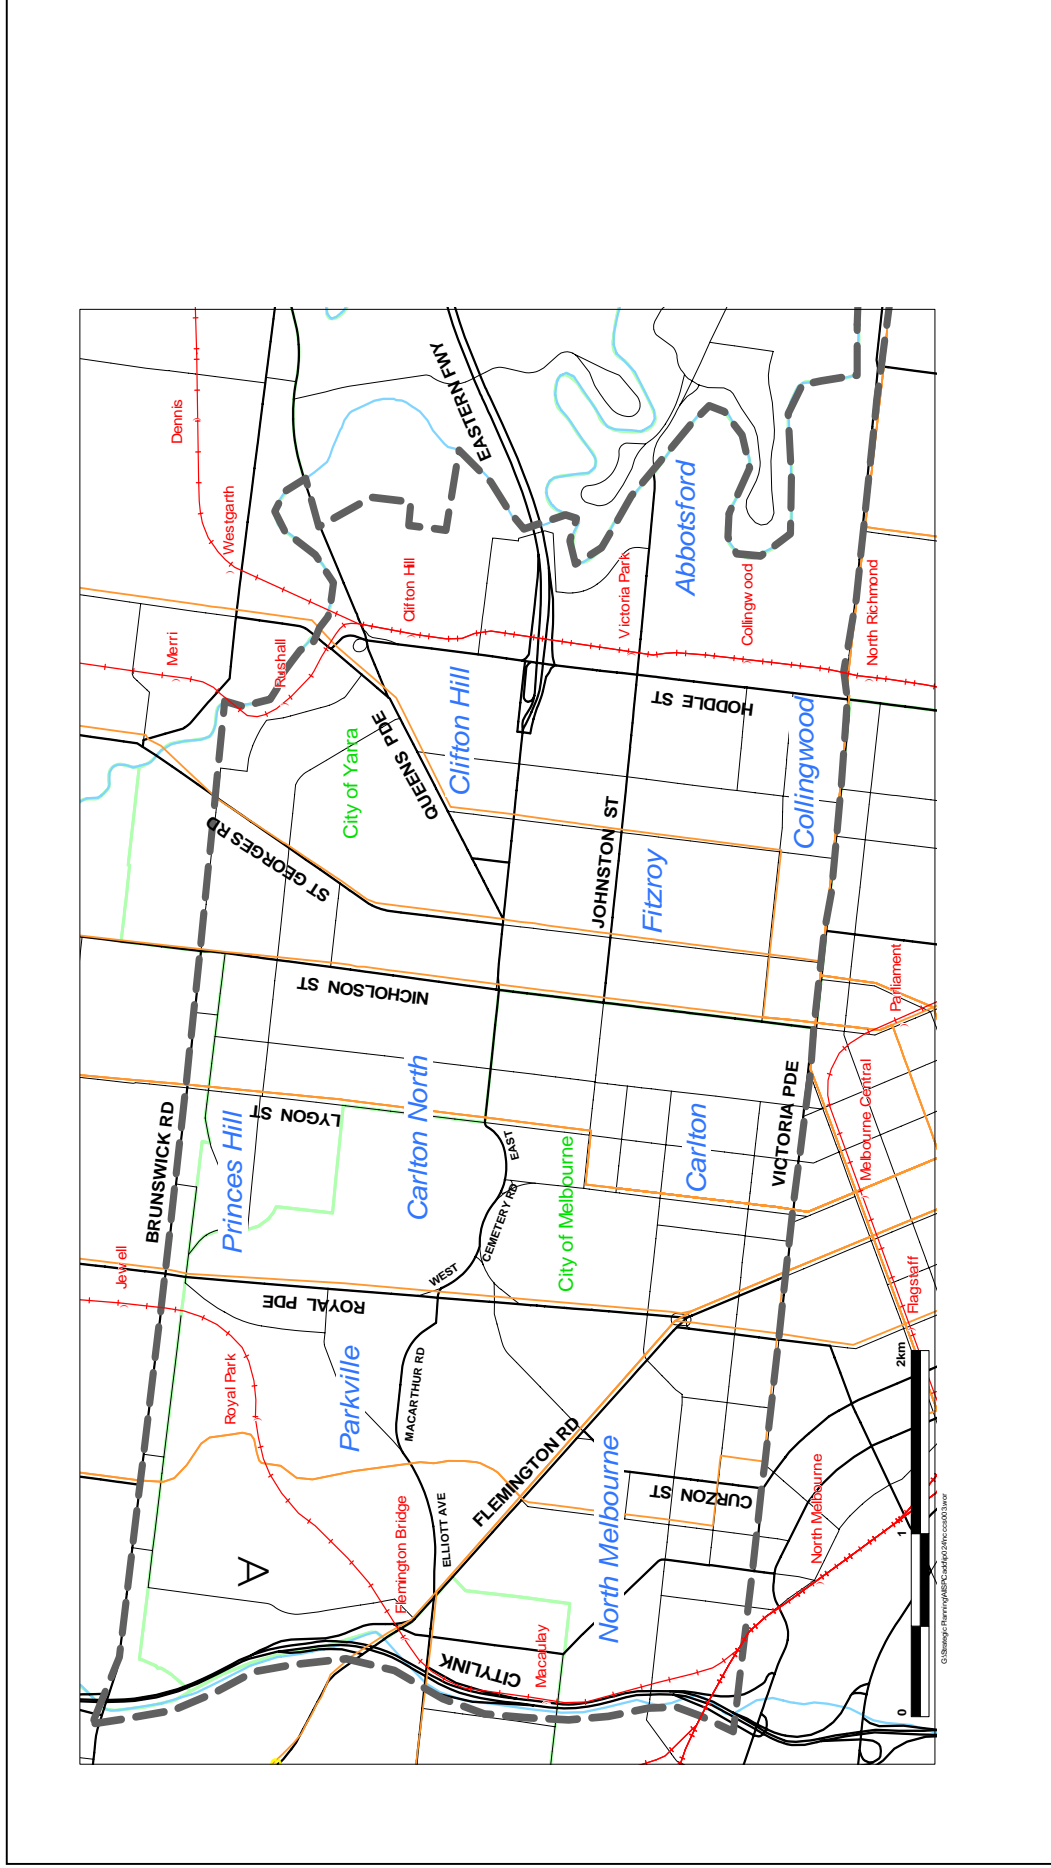 BRUNSWICK RD
Jewell
Royal Park
Parkville
ROYAL PDE
Princes Hill
LYGON ST
NICHOLSON ST
Carlton North
ST GEORGES RD
City of Yarra
QUEENS PDE
Merri
Rushall
Westgarth
Dennis
Clifton Hill
Clifton Hill
EASTERN FWY
A
Flemington Bridge
ELLIOTT AVE
MACARTHUR RD
WEST
CEMETERY RD
EAST
City of Melbourne
FLEMINGTON RD
CITYLINK
Macaulay
North Melbourne
CURZON ST
Carlton
VICTORIA PDE
JOHNSTON ST
Fitzroy
HODDLE ST
Victoria Park
Abbotsford
Collingwood
Collingwood
North Richmond
Parliament
Melbourne Central
Flagstaff
North Melbourne
0
1
2km